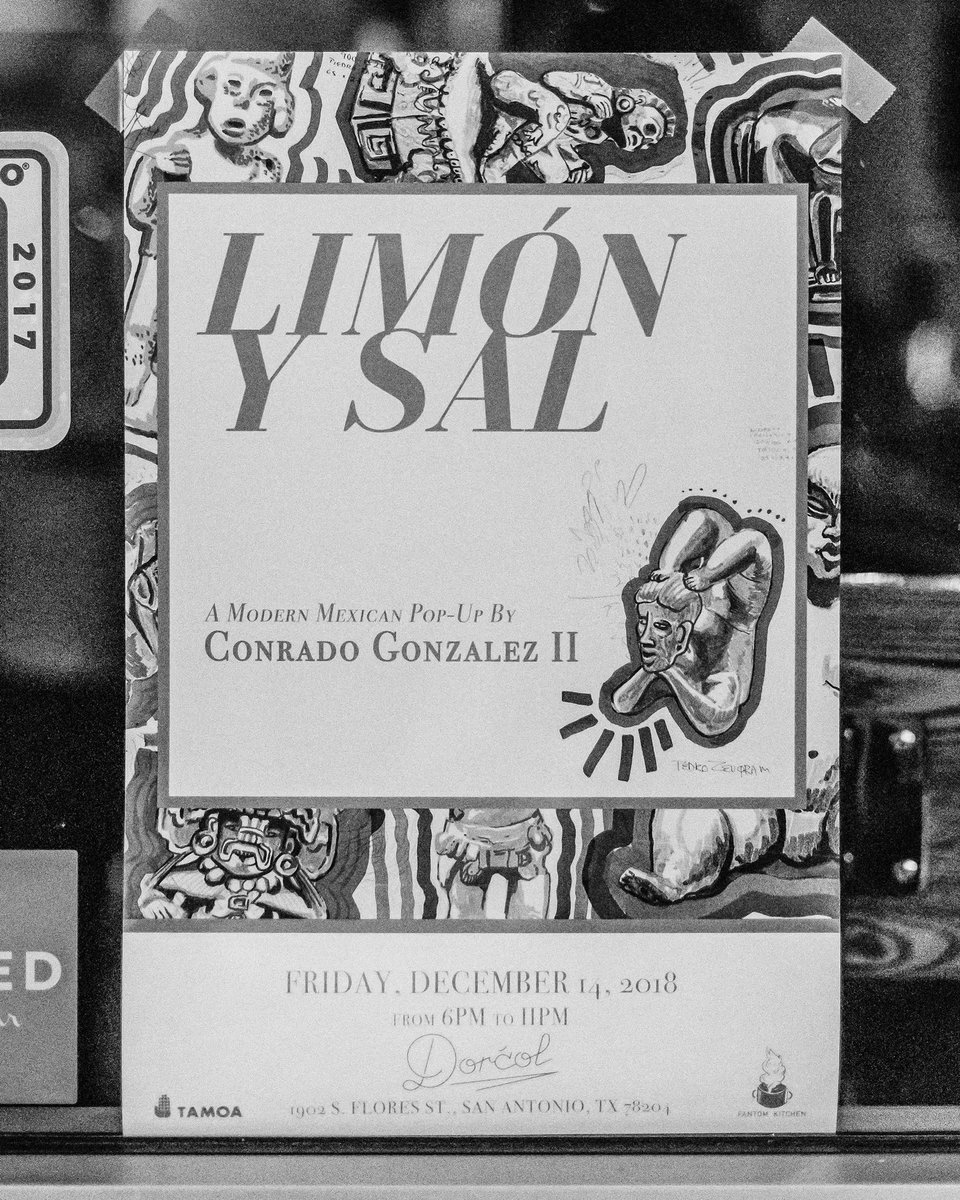 LIMÓN
Y SAL
A MODERN MEXICAN POP-UP BY
CONRADO GONZALEZ II
FRIDAY, DECEMBER 14, 2018
FROM 6PM TO 11PM
Dorćol
1902 S. FLORES ST., SAN ANTONIO, TX 78204
TAMOA
FANTOM KITCHEN
2017
ED